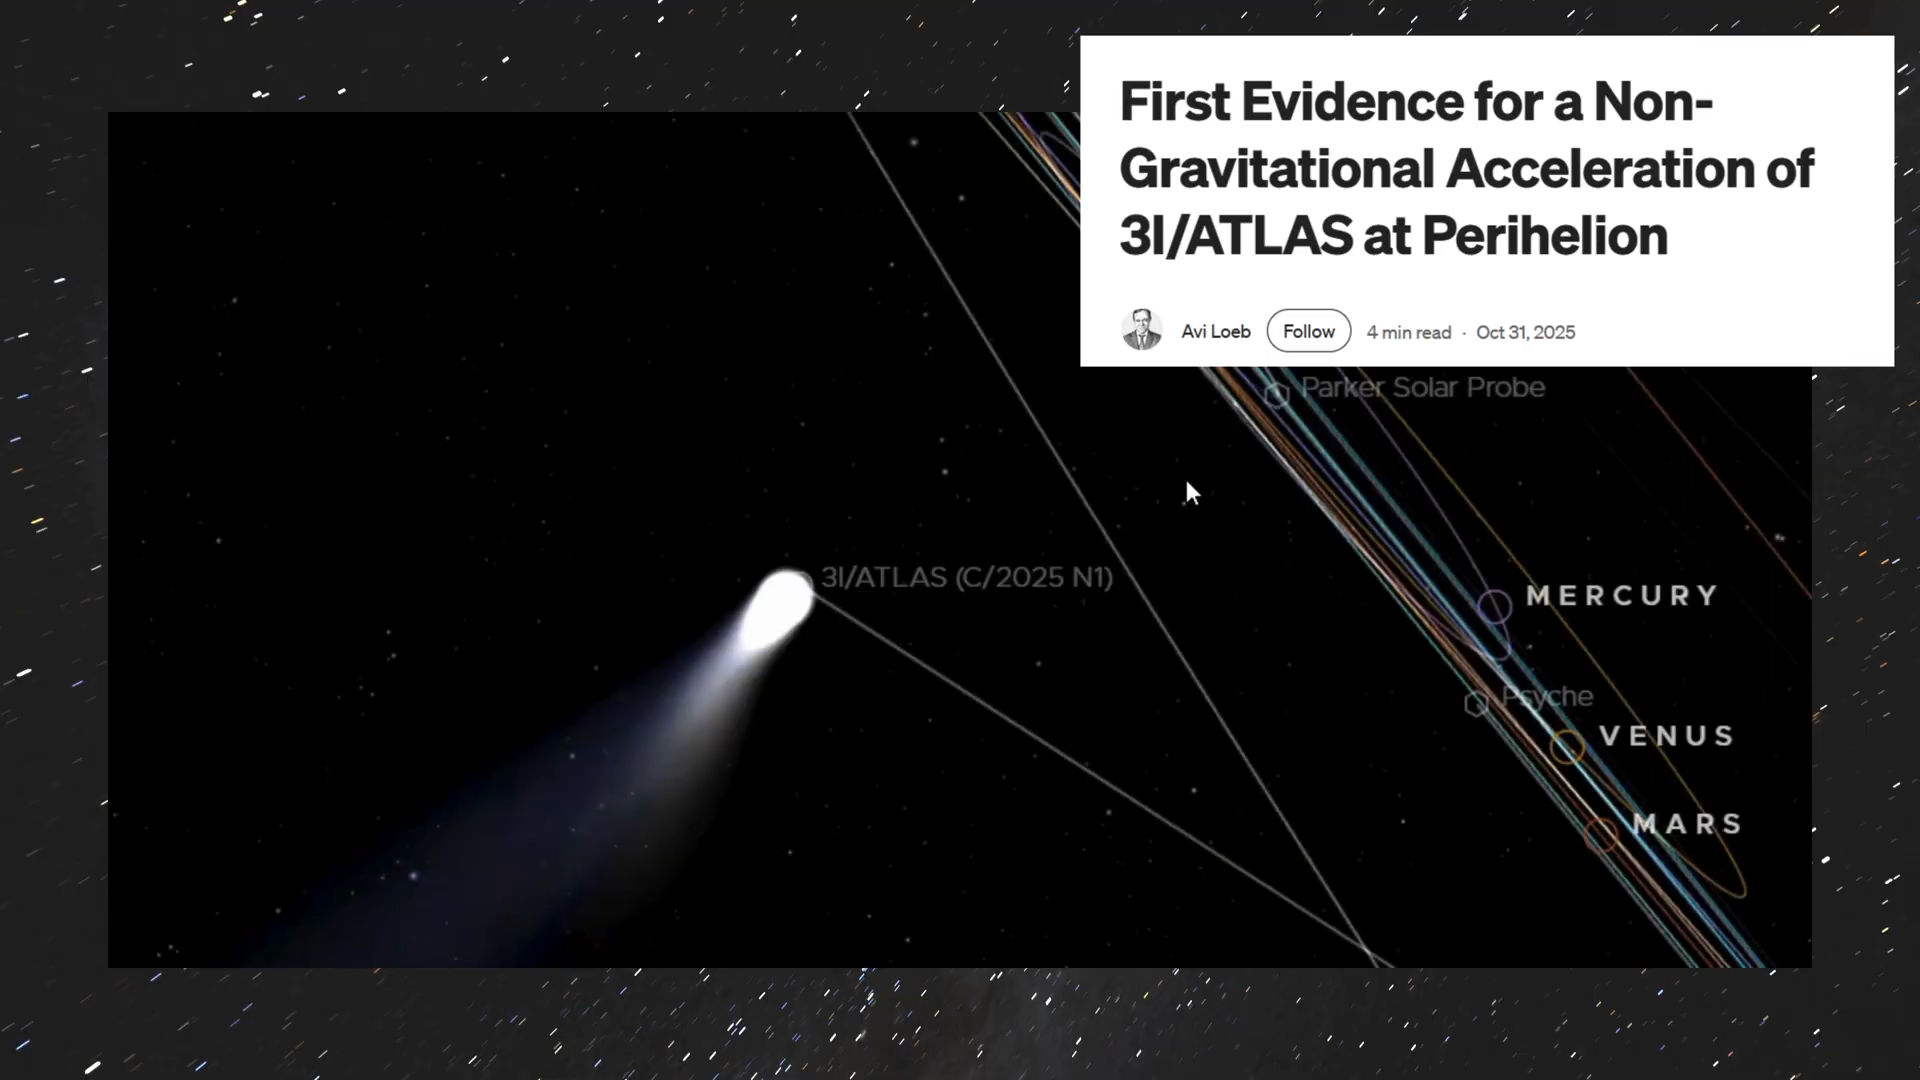 First Evidence for a Non-
Gravitational Acceleration of
3I/ATLAS at Perihelion
Avi Loeb Follow 4 min read · Oct 31, 2025
Parker Solar Probe
3I/ATLAS (C/2025 N1)
MERCURY
Psyche
VENUS
MARS